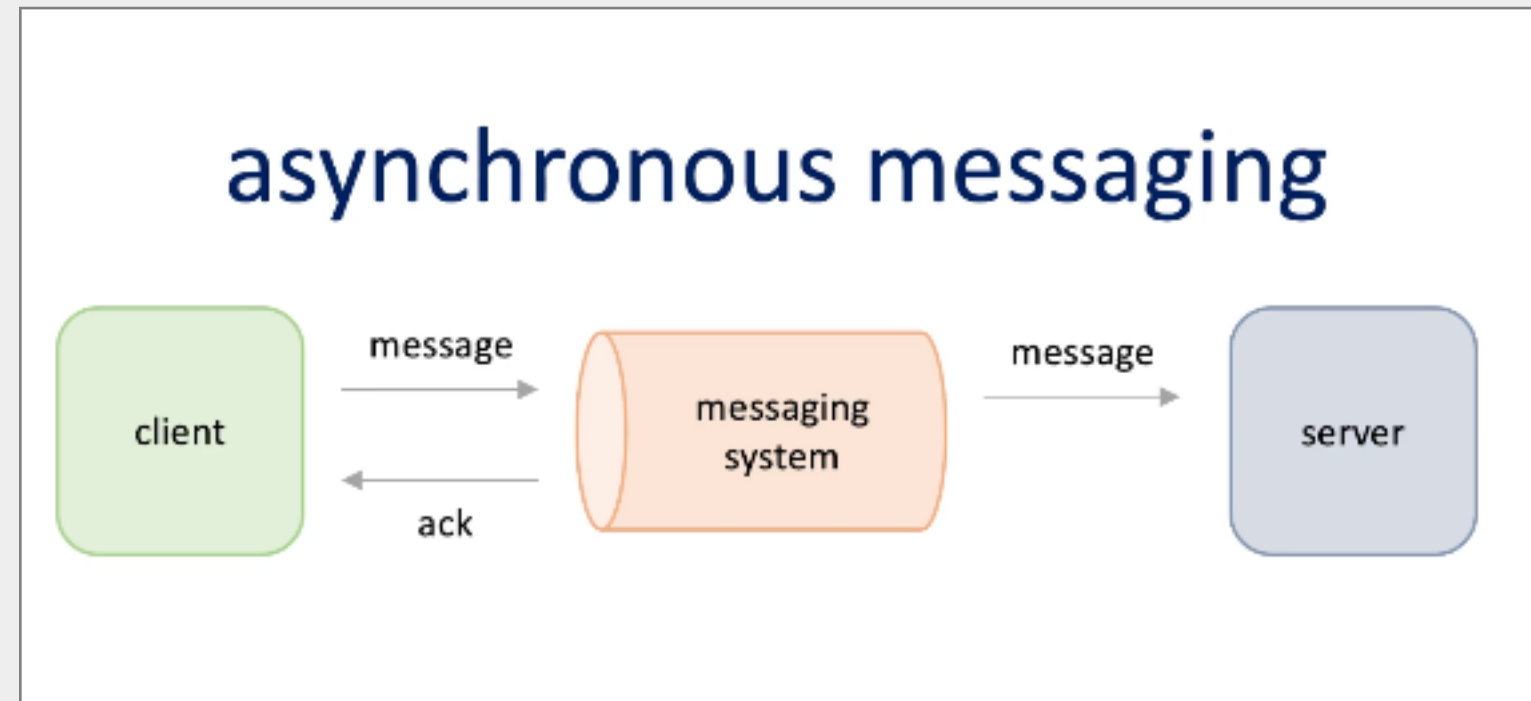 asynchronous messaging
message
message
client
messaging
system
server
ack